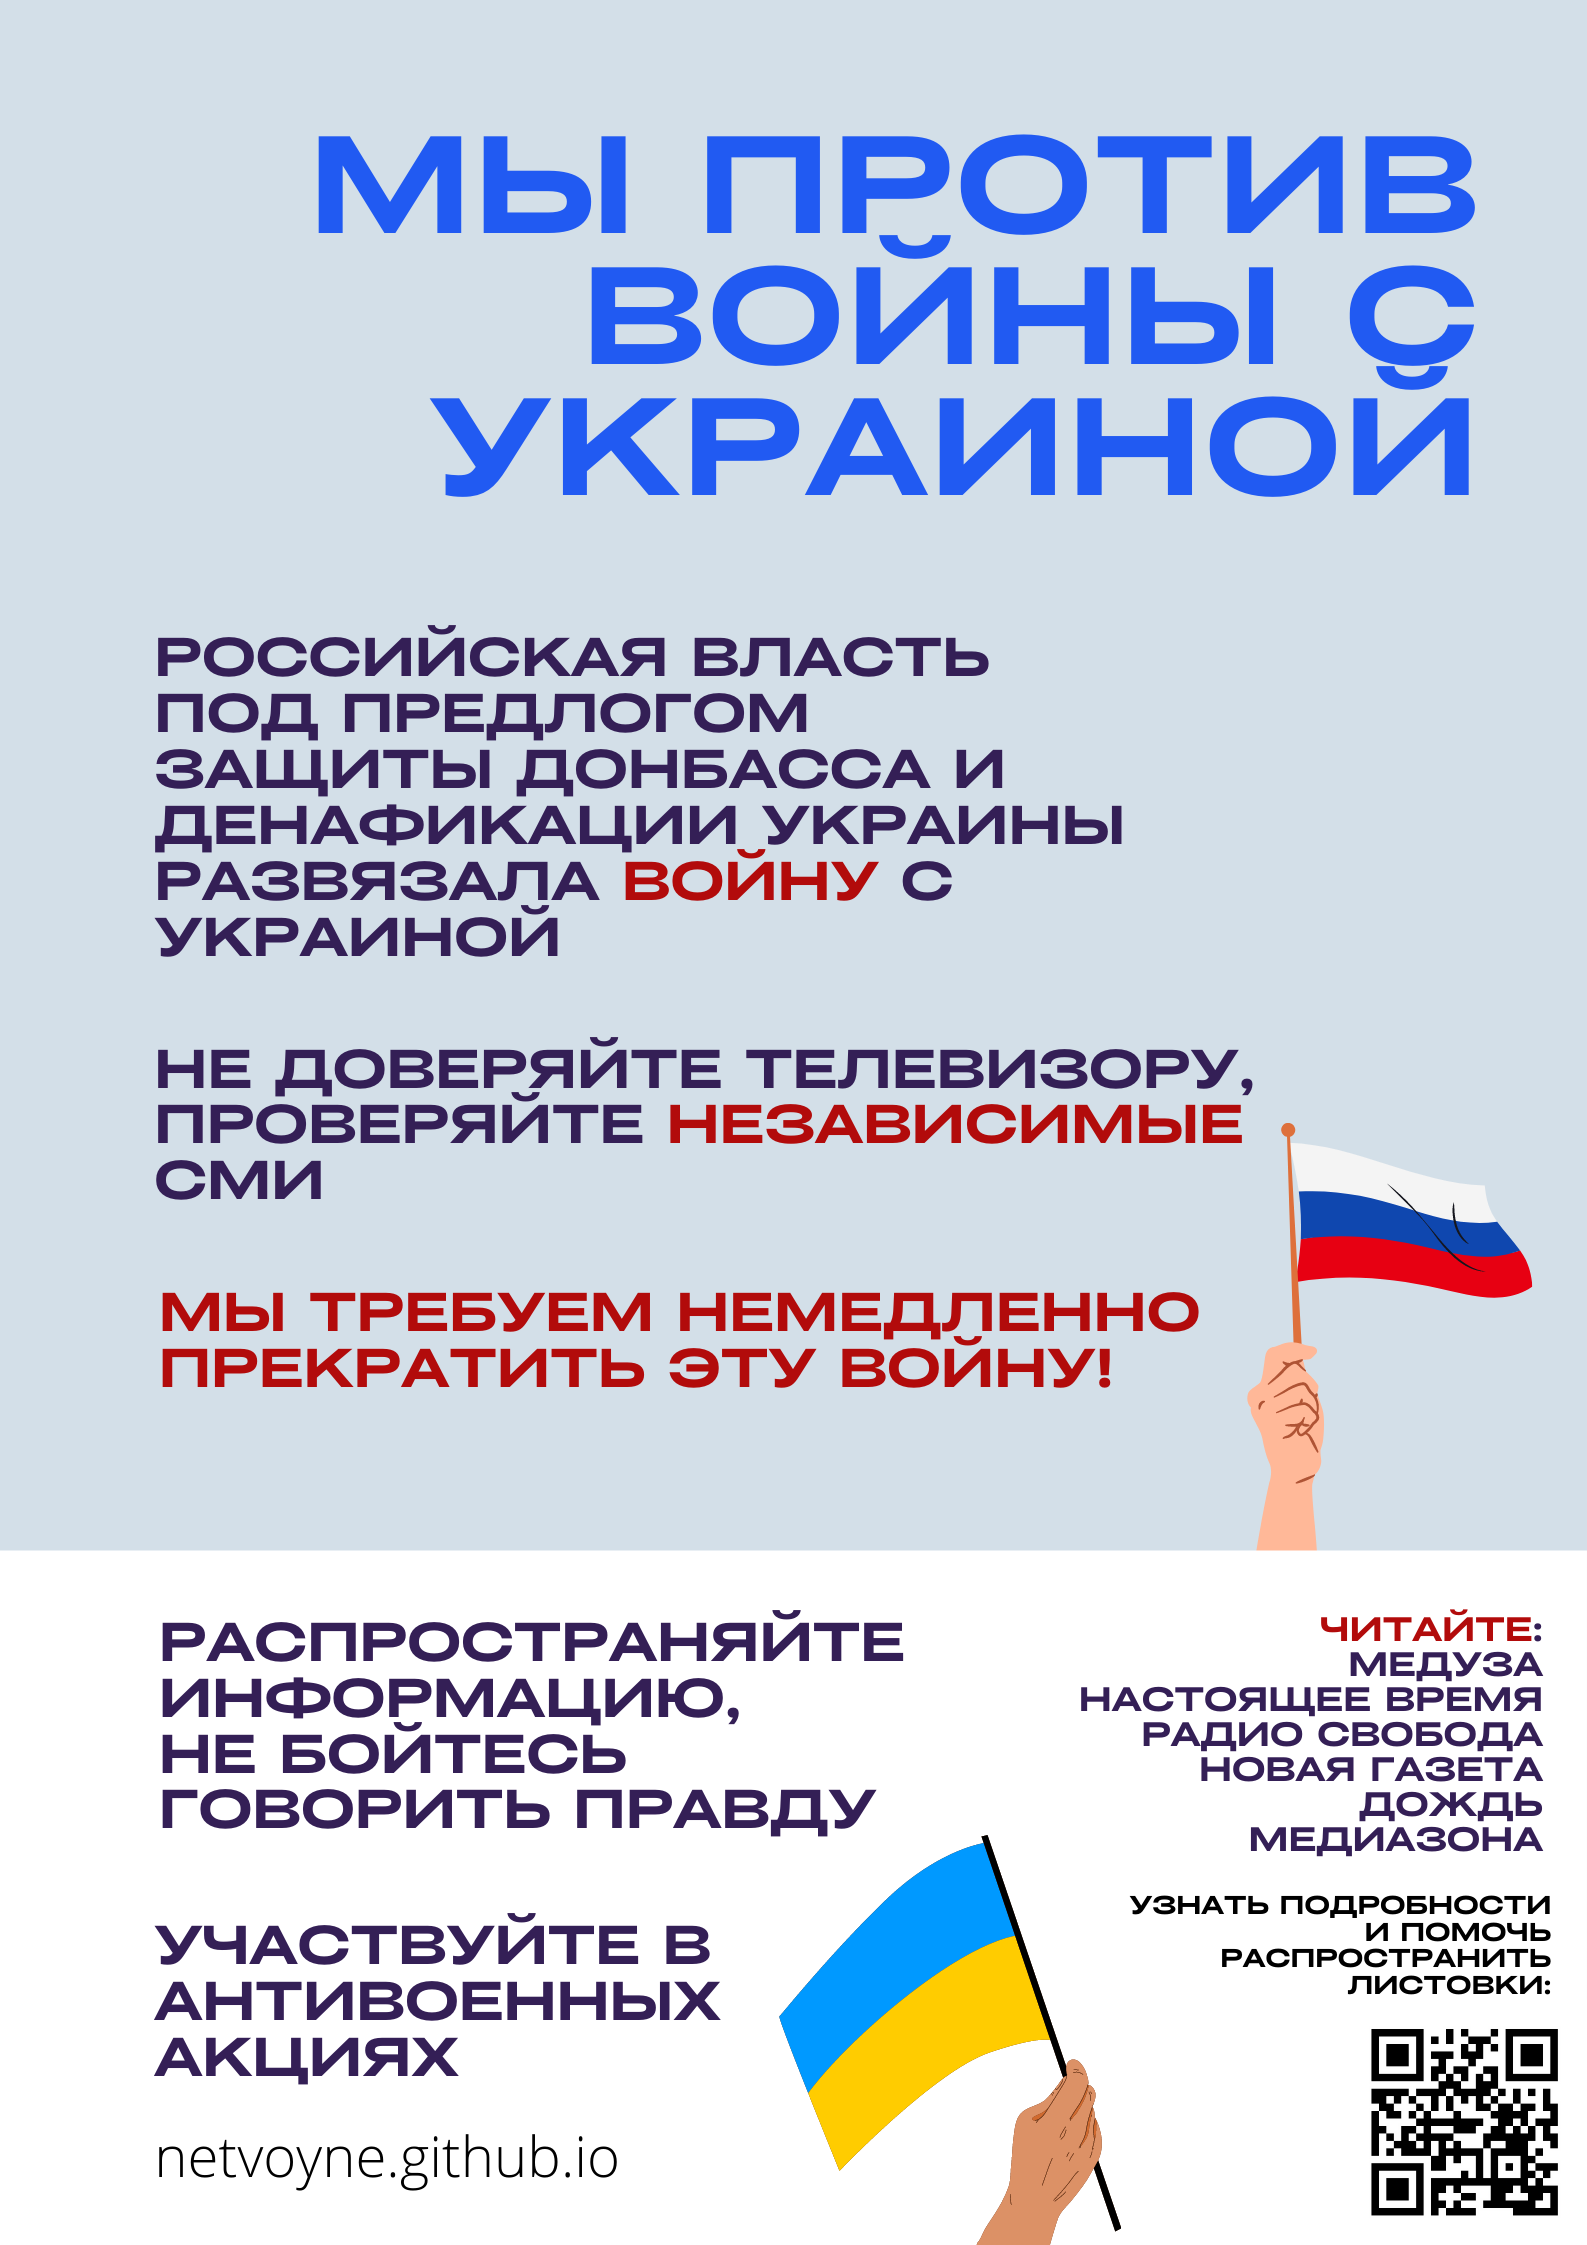 МЫ ПРОТИВ
ВОЙНЫ С
УКРАИНОЙ
РОССИЙСКАЯ ВЛАСТЬ
ПОД ПРЕДЛОГОМ
ЗАЩИТЫ ДОНБАССА И
ДЕНАФИКАЦИИ УКРАИНЫ
РАЗВЯЗАЛА ВОЙНУ С
УКРАИНОЙ
НЕ ДОВЕРЯЙТЕ ТЕЛЕВИЗОРУ,
ПРОВЕРЯЙТЕ НЕЗАВИСИМЫЕ
СМИ
МЫ ТРЕБУЕМ НЕМЕДЛЕННО
ПРЕКРАТИТЬ ЭТУ ВОЙНУ!
РАСПРОСТРАНЯЙТЕ
ИНФОРМАЦИЮ,
НЕ БОЙТЕСЬ
ГОВОРИТЬ ПРАВДУ
УЧАСТВУЙТЕ В
АНТИВОЕННЫХ
АКЦИЯХ
netvoyne.github.io
ЧИТАЙТЕ:
МЕДУЗА
НАСТОЯЩЕЕ ВРЕМЯ
РАДИО СВОБОДА
НОВАЯ ГАЗЕТА
ДОЖДЬ
МЕДИАЗОНА
УЗНАТЬ ПОДРОБНОСТИ
И ПОМОЧЬ
РАСПРОСТРАНИТЬ
ЛИСТОВКИ: